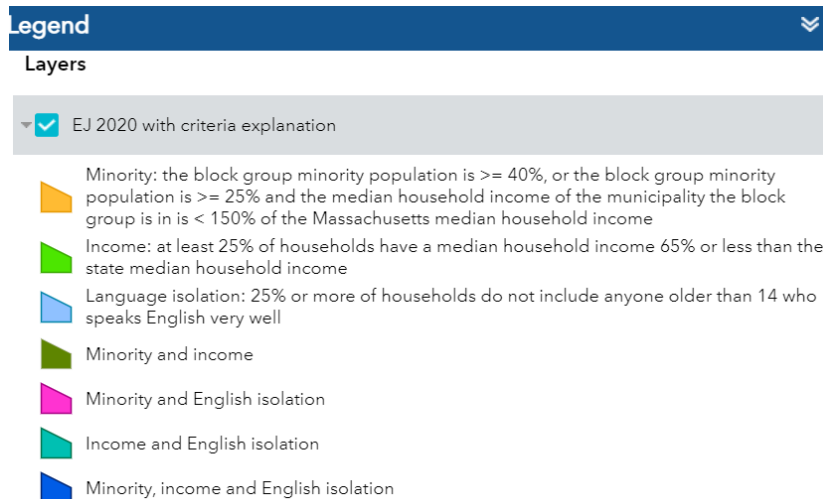 Legend
Layers
EJ 2020 with criteria explanation
Minority: the block group minority population is >= 40%, or the block group minority
population is >= 25% and the median household income of the municipality the block
group is in is < 150% of the Massachusetts median household income
Income: at least 25% of households have a median household income 65% or less than the
state median household income
Language isolation: 25% or more of households do not include anyone older than 14 who
speaks English very well
Minority and income
Minority and English isolation
Income and English isolation
Minority, income and English isolation